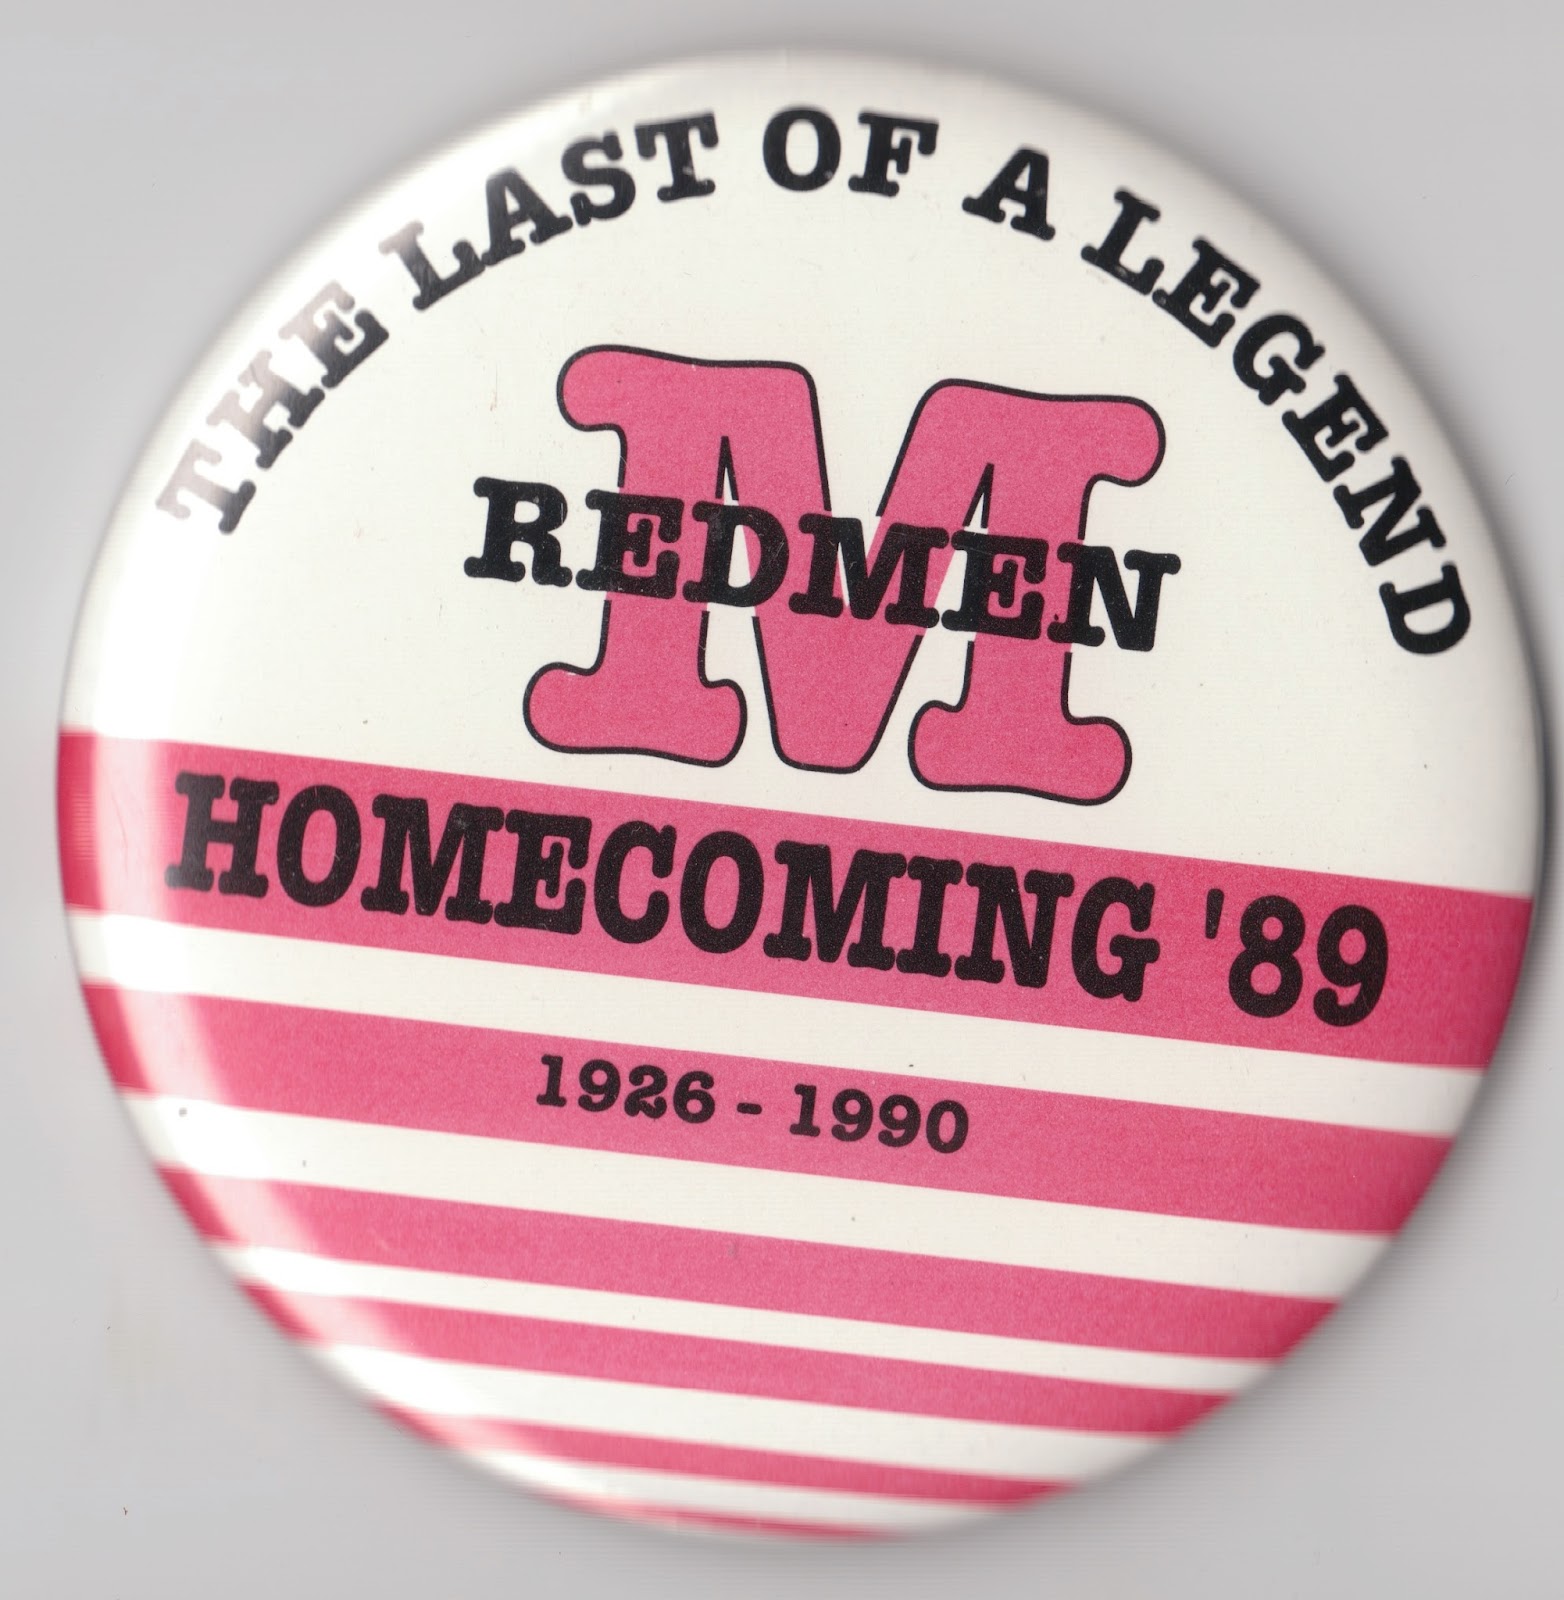 THE LAST OF A LEGEND
M
REDMEN
HOMECOMING '89
1926 - 1990